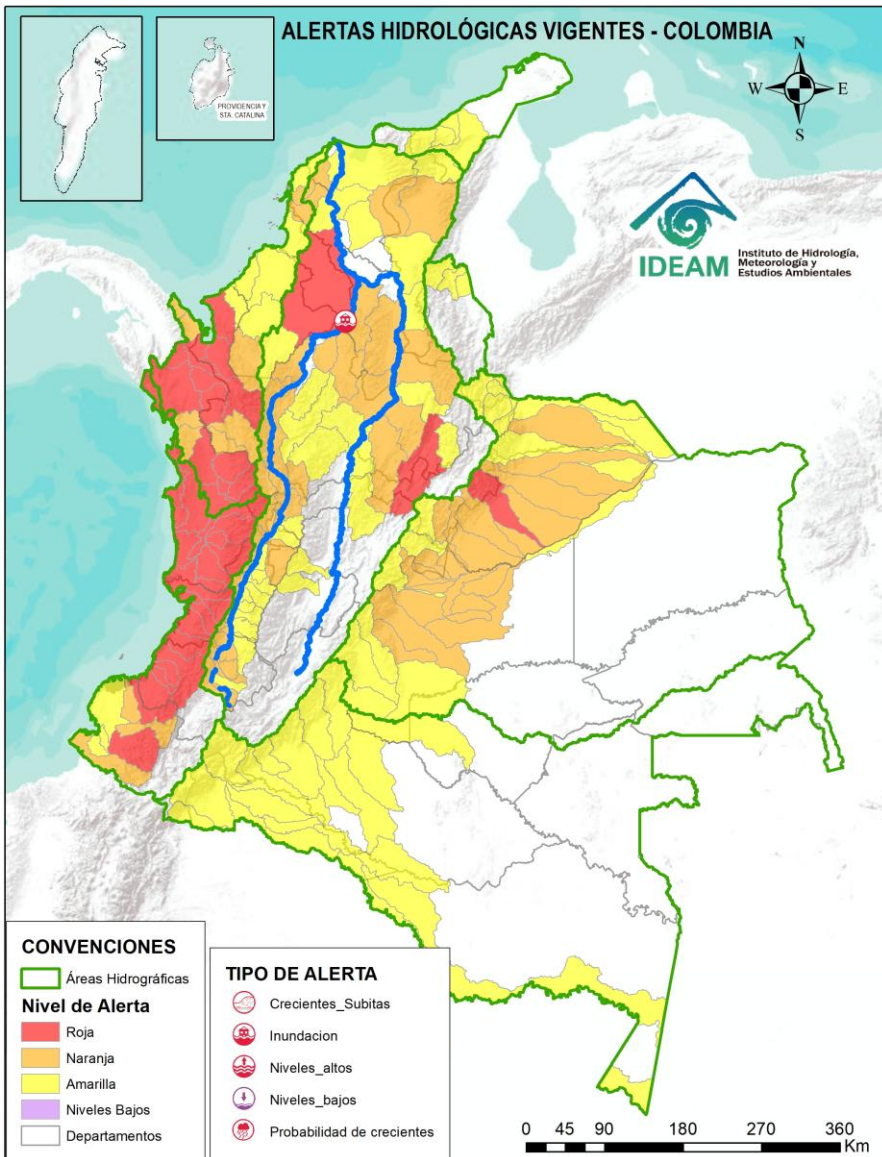 ALERTAS HIDROLÓGICAS VIGENTES - COLOMBIA
PROVIDENCIA Y
STA. CATALINA
N
W
E
S
IDEAM
Instituto de Hidrología,
Meteorología y
Estudios Ambientales
CONVENCIONES
Áreas Hidrográficas
Nivel de Alerta
Roja
Naranja
Amarilla
Niveles Bajos
Departamentos
TIPO DE ALERTA
Crecientes_Subitas
Inundacion
Niveles_altos
Niveles_bajos
Probabilidad de crecientes
0 45 90 180 270 360
Km